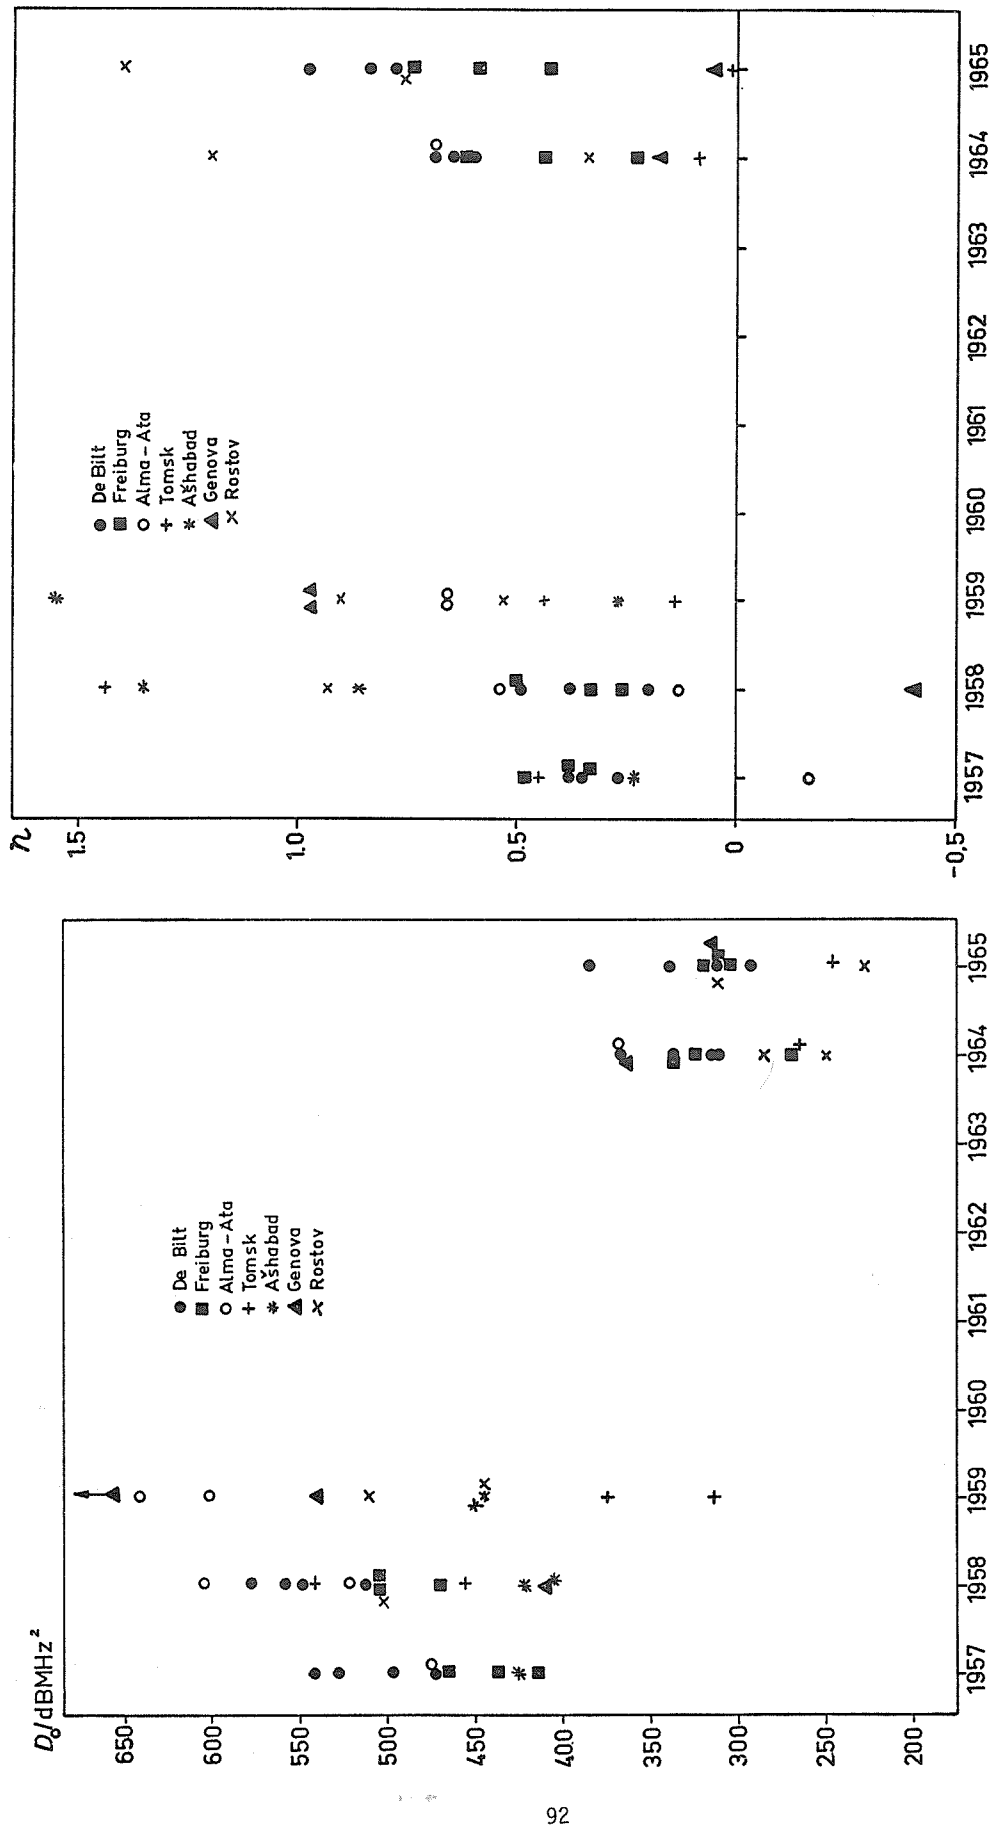 D₀/dBMHz²
650
600
550
500
450
400
350
300
250
200
De Bilt
Freiburg
Alma-Ata
Tomsk
Ašhabad
Genova
Rostov
1957
1958
1959
1960
1961
1962
1963
1964
1965
n
1.5
1.0
0.5
0
-0,5
De Bilt
Freiburg
Alma-Ata
Tomsk
Ašhabad
Genova
Rostov
1957
1958
1959
1960
1961
1962
1963
1964
1965
92